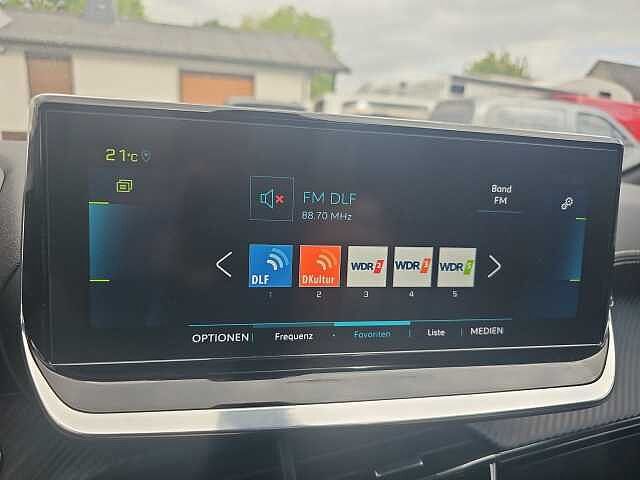 21°C
FM DLF
88.70 MHz
Band
FM
DLF
DKultur
WDR 2
WDR 3
WDR 5
1 2 3 4 5
OPTIONEN Frequenz Favoriten Liste MEDIEN